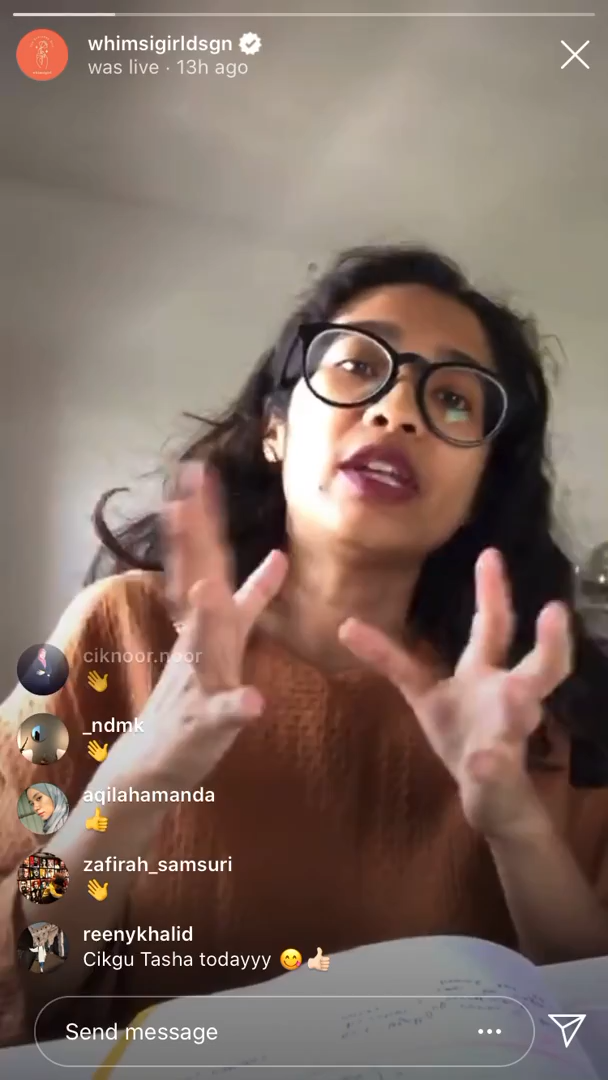 whimsigirldsgn
was live · 13h ago
ciknoor.noor
👋
_ndmk
👋
aqilahamanda
👍
zafirah_samsuri
👋
reenykhalid
Cikgu Tasha todayyy 😋👍🏻
Send message